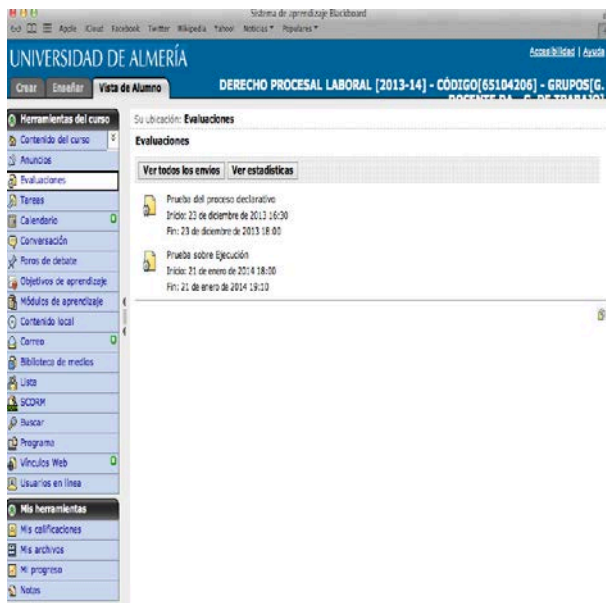 Sistema de aprendizaje Blackboard
Apple iCloud Facebook Twitter Wikipedia Yahoo! Noticias Populares
UNIVERSIDAD DE ALMERÍA
Accesibilidad | Ayuda
Crear Enseñar Vista de Alumno
DERECHO PROCESAL LABORAL [2013-14] - CÓDIGO[65104206] - GRUPOS[G.
DOCENTE DA - G. DE TRABAJO]
Herramientas del curso
Contenido del curso
Anuncios
Evaluaciones
Tareas
Calendario
Conversación
Foros de debate
Objetivos de aprendizaje
Módulos de aprendizaje
Contenido local
Correo
Biblioteca de medios
Lista
SCORM
Buscar
Programa
Vínculos Web
Usuarios en línea
Mis herramientas
Mis calificaciones
Mis archivos
Mi progreso
Notas
Su ubicación: Evaluaciones
Evaluaciones
Ver todos los envíos Ver estadísticas
Prueba del proceso declarativo
Inicio: 23 de diciembre de 2013 16:30
Fin: 23 de diciembre de 2013 18:00
Prueba sobre Ejecución
Inicio: 21 de enero de 2014 18:00
Fin: 21 de enero de 2014 19:10